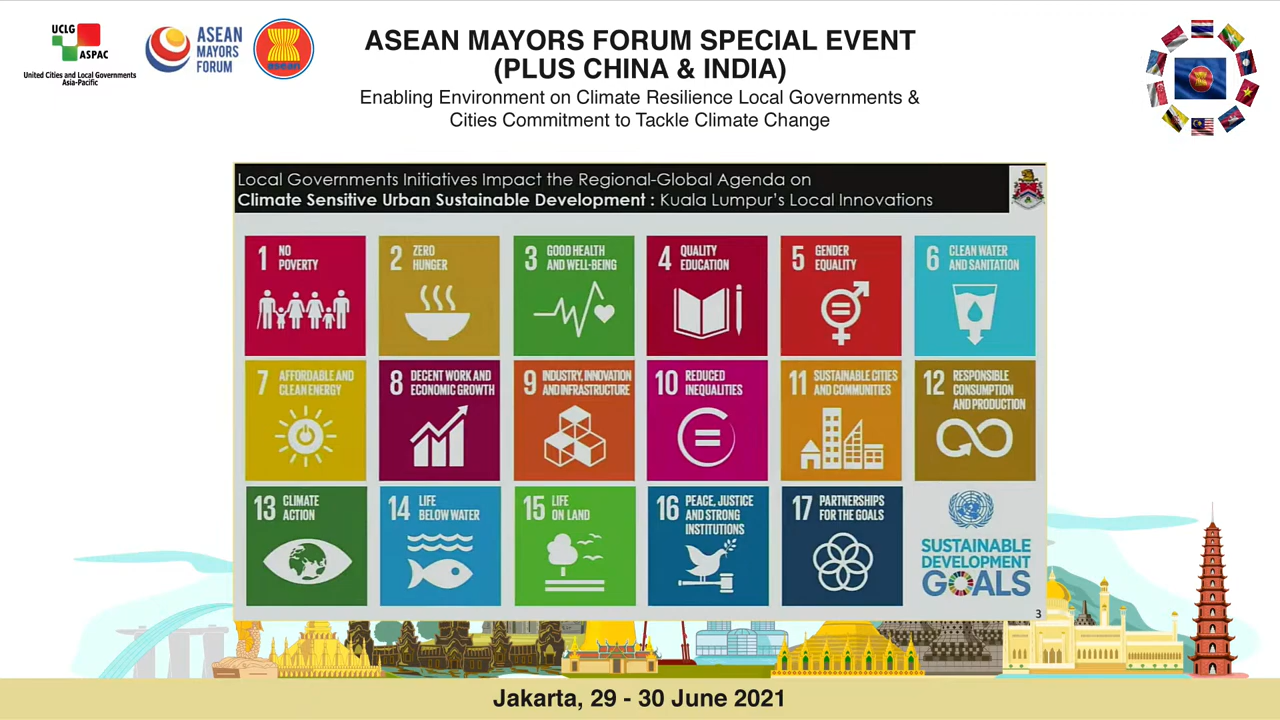 UCLG
ASPAC
United Cities and Local Governments
Asia-Pacific
ASEAN
MAYORS
FORUM
asean
ASEAN MAYORS FORUM SPECIAL EVENT
(PLUS CHINA & INDIA)
Enabling Environment on Climate Resilience Local Governments &
Cities Commitment to Tackle Climate Change
Local Governments Initiatives Impact the Regional-Global Agenda on
Climate Sensitive Urban Sustainable Development : Kuala Lumpur's Local Innovations
1 NO
POVERTY
2 ZERO
HUNGER
3 GOOD HEALTH
AND WELL-BEING
4 QUALITY
EDUCATION
5 GENDER
EQUALITY
6 CLEAN WATER
AND SANITATION
7 AFFORDABLE AND
CLEAN ENERGY
8 DECENT WORK AND
ECONOMIC GROWTH
9 INDUSTRY, INNOVATION
AND INFRASTRUCTURE
10 REDUCED
INEQUALITIES
11 SUSTAINABLE CITIES
AND COMMUNITIES
12 RESPONSIBLE
CONSUMPTION
AND PRODUCTION
13 CLIMATE
ACTION
14 LIFE
BELOW WATER
15 LIFE
ON LAND
16 PEACE, JUSTICE
AND STRONG
INSTITUTIONS
17 PARTNERSHIPS
FOR THE GOALS
SUSTAINABLE
DEVELOPMENT
GOALS
3
Jakarta, 29 - 30 June 2021